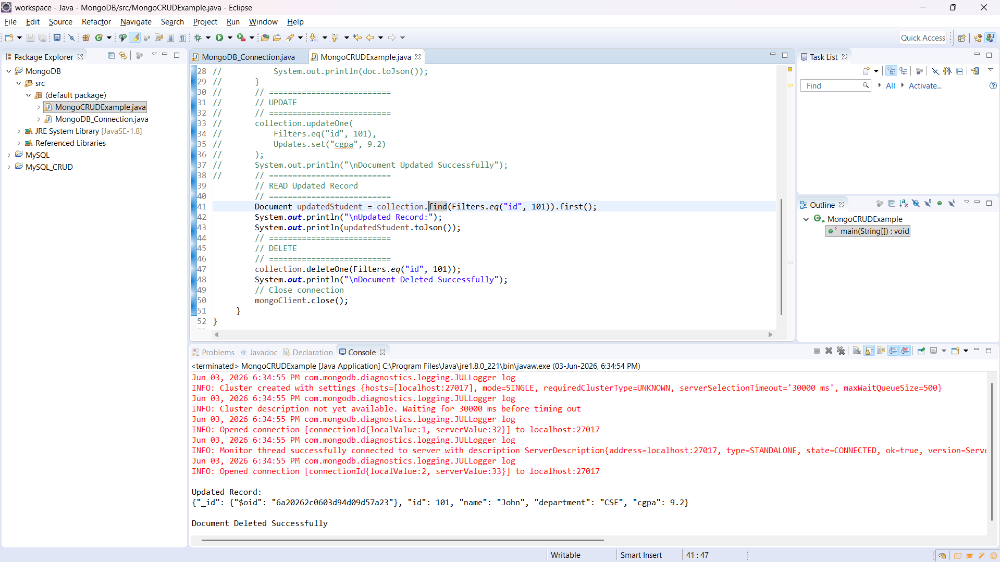 workspace - Java - MongoDB/src/MongoCRUDExample.java - Eclipse
File Edit Source Refactor Navigate Search Project Run Window Help
Quick Access
Package Explorer
MongoDB
src
(default package)
MongoCRUDExample.java
MongoDB_Connection.java
JRE System Library [JavaSE-1.8]
Referenced Libraries
MySQL
MySQL_CRUD
MongoDB_Connection.java MongoCRUDExample.java
28 // System.out.println(doc.toJson());
29 // }
30 // // ==========================
31 // // UPDATE
32 // // ==========================
33 // collection.updateOne(
34 // Filters.eq("id", 101),
35 // Updates.set("cgpa", 9.2)
36 // );
37 // System.out.println("\nDocument Updated Successfully");
38 // // ==========================
39 // READ Updated Record
40 // ==========================
41 Document updatedStudent = collection.find(Filters.eq("id", 101)).first();
42 System.out.println("\nUpdated Record:");
43 System.out.println(updatedStudent.toJson());
44 // ==========================
45 // DELETE
46 // ==========================
47 collection.deleteOne(Filters.eq("id", 101));
48 System.out.println("\nDocument Deleted Successfully");
49 // Close connection
50 mongoClient.close();
51 }
52 }
Task List
Find All Activate...
Outline
MongoCRUDExample
main(String[]) : void
Problems Javadoc Declaration Console
<terminated> MongoCRUDExample [Java Application] C:\Program Files\Java\jre1.8.0_221\bin\javaw.exe (03-Jun-2026, 6:34:54 PM)
Jun 03, 2026 6:34:55 PM com.mongodb.diagnostics.logging.JULLogger log
INFO: Cluster created with settings {hosts=[localhost:27017], mode=SINGLE, requiredClusterType=UNKNOWN, serverSelectionTimeout='30000 ms', maxWaitQueueSize=500}
Jun 03, 2026 6:34:55 PM com.mongodb.diagnostics.logging.JULLogger log
INFO: Cluster description not yet available. Waiting for 30000 ms before timing out
Jun 03, 2026 6:34:55 PM com.mongodb.diagnostics.logging.JULLogger log
INFO: Opened connection [connectionId{localValue:1, serverValue:32}] to localhost:27017
Jun 03, 2026 6:34:55 PM com.mongodb.diagnostics.logging.JULLogger log
INFO: Monitor thread successfully connected to server with description ServerDescription{address=localhost:27017, type=STANDALONE, state=CONNECTED, ok=true, version=Serve
Jun 03, 2026 6:34:55 PM com.mongodb.diagnostics.logging.JULLogger log
INFO: Opened connection [connectionId{localValue:2, serverValue:33}] to localhost:27017
Updated Record:
{"_id": {"$oid": "6a20262c0603d94d09d57a23"}, "id": 101, "name": "John", "department": "CSE", "cgpa": 9.2}
Document Deleted Successfully
Writable Smart Insert 41 : 47